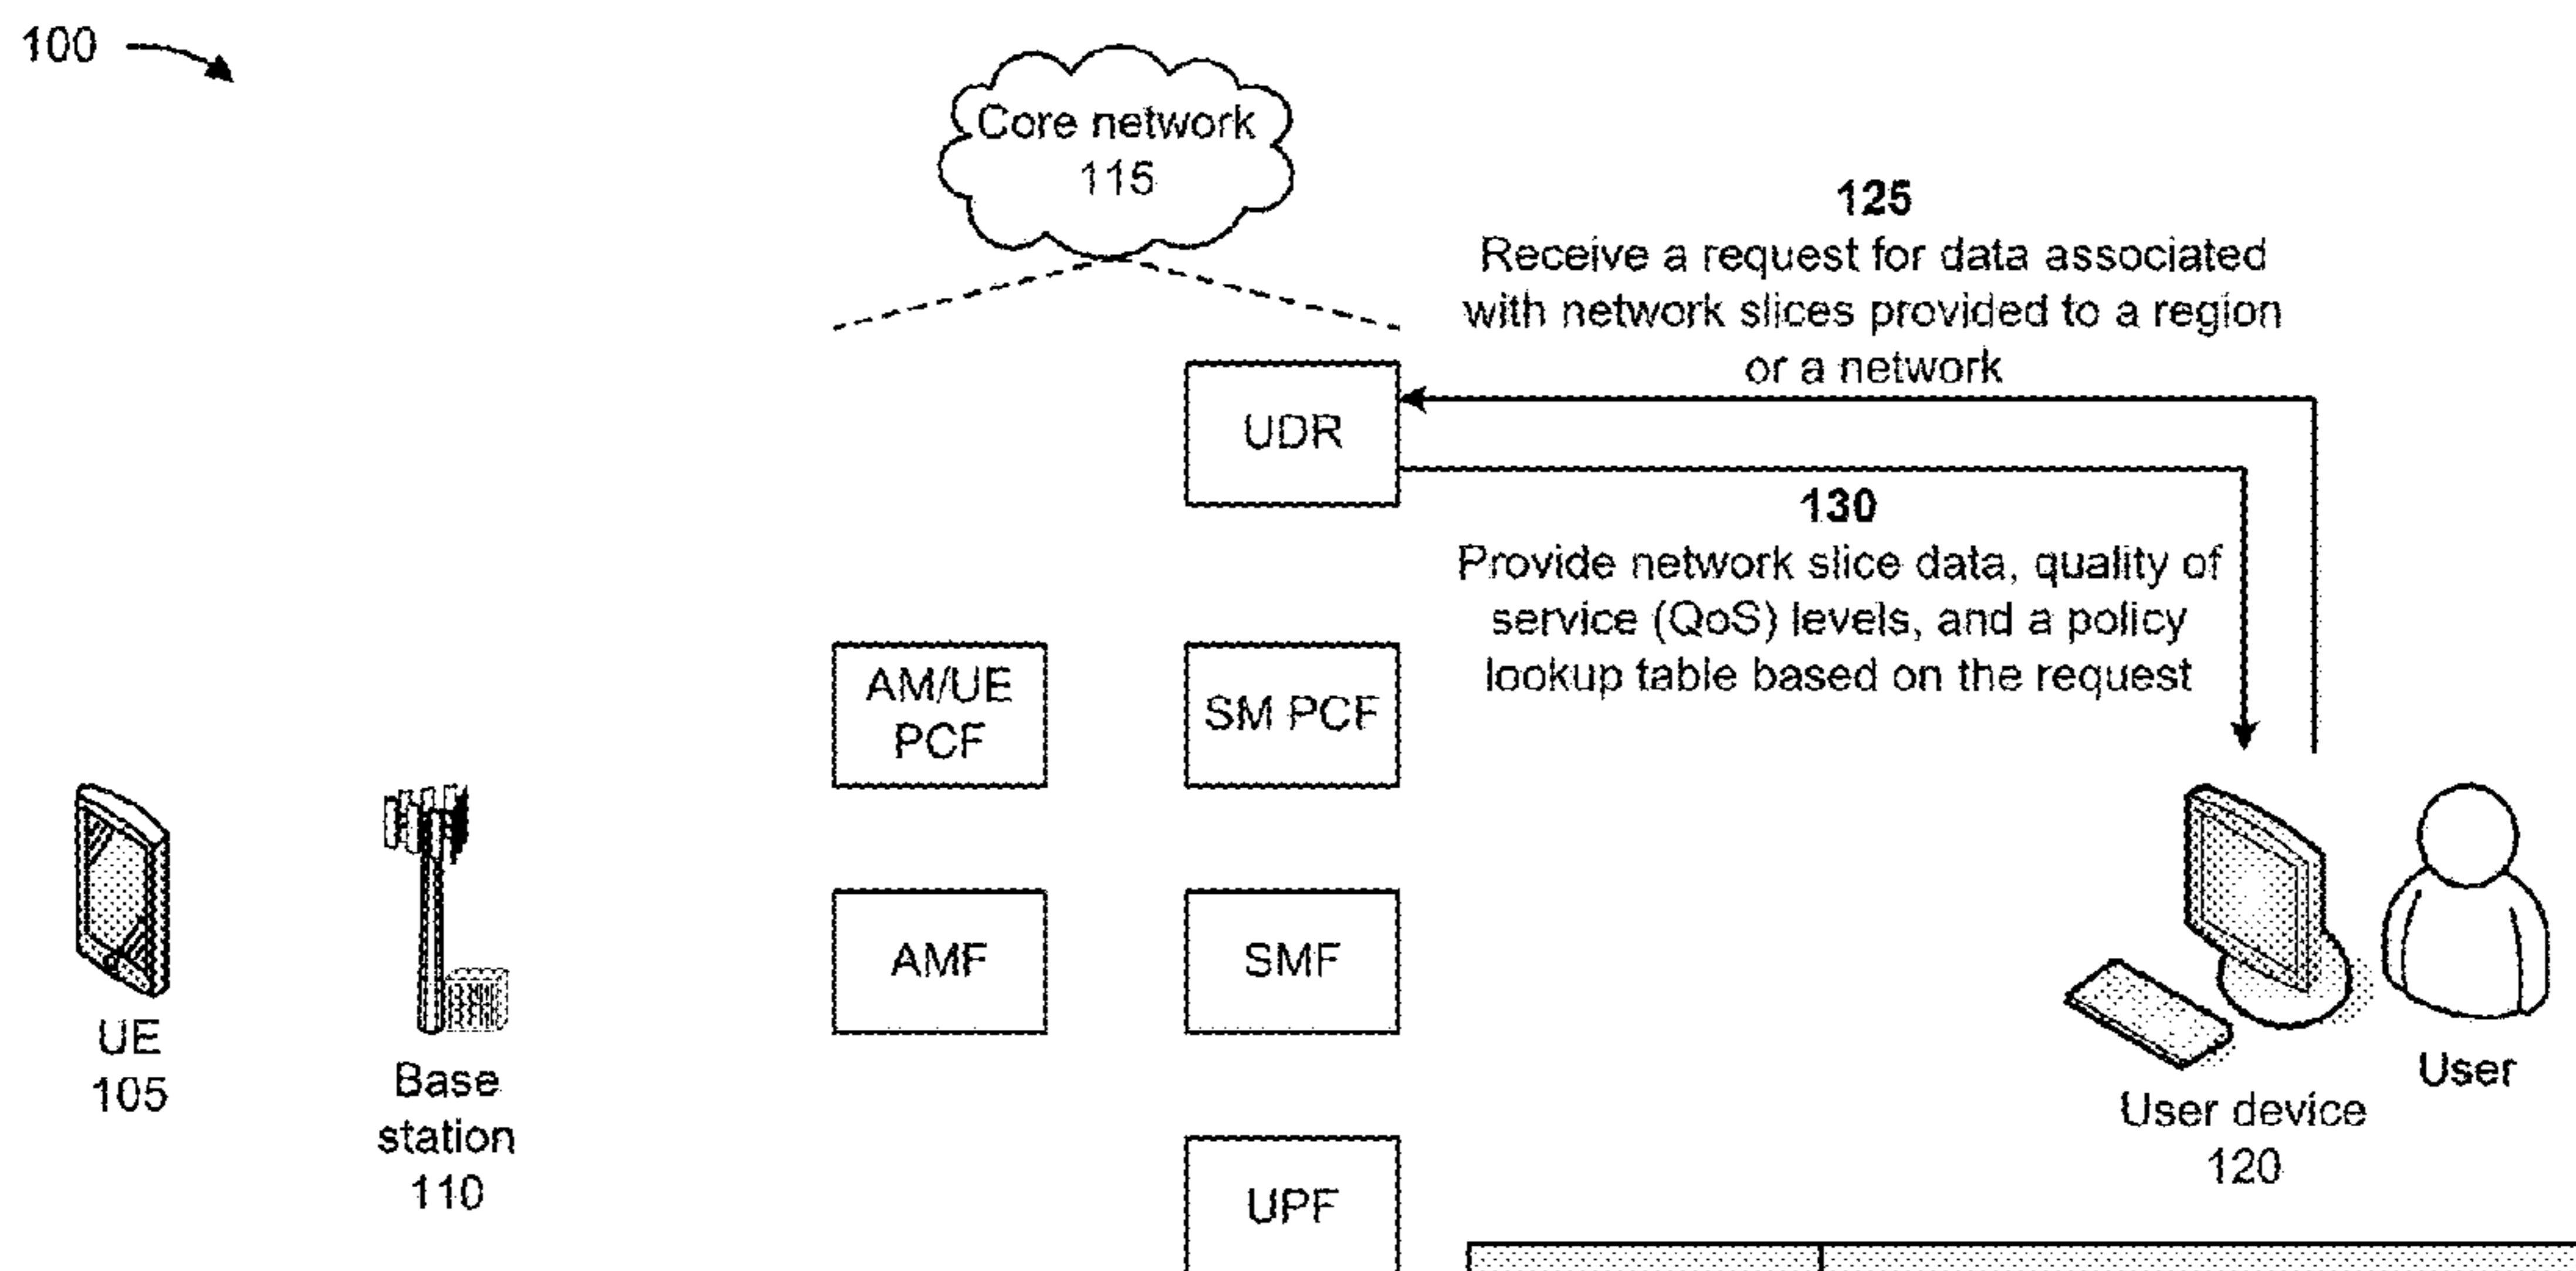 100
Core network
115
125
Receive a request for data associated
with network slices provided to a region
or a network
UDR
130
Provide network slice data, quality of
service (QoS) levels, and a policy
lookup table based on the request
AM/UE
PCF
SM PCF
AMF
SMF
UE
105
Base
station
110
User
User device
120
UPF